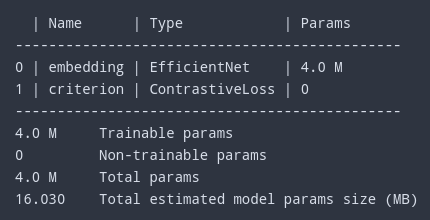 | Name      | Type            | Params
----------------------------------------------
0 | embedding | EfficientNet    | 4.0 M
1 | criterion | ContrastiveLoss | 0
----------------------------------------------
4.0 M     Trainable params
0         Non-trainable params
4.0 M     Total params
16.030    Total estimated model params size (MB)